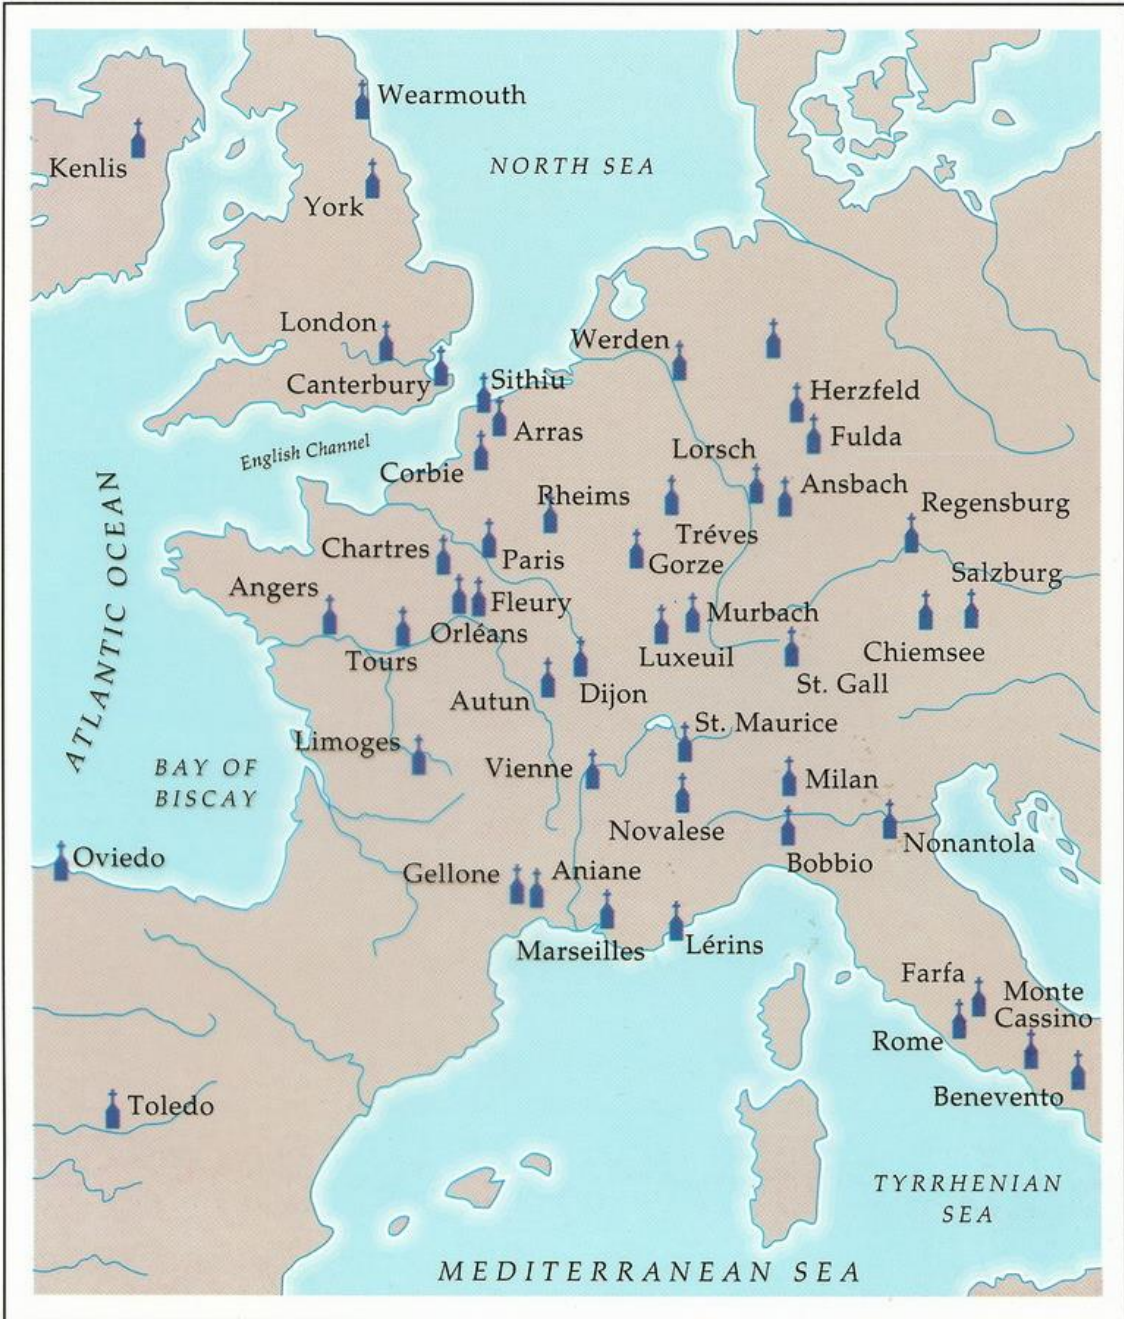 Wearmouth
Kenlis
NORTH SEA
York
London
Werden
Canterbury
Sithiu
Herzfeld
Arras
Fulda
English Channel
Lorsch
Corbie
Ansbach
Rheims
Regensburg
ATLANTIC OCEAN
Tréves
Chartres
Paris
Gorze
Salzburg
Angers
Fleury
Murbach
Orléans
Tours
Luxeuil
Chiemsee
St. Gall
Autun
Dijon
St. Maurice
Limoges
BAY OF
BISCAY
Vienne
Milan
Novalese
Nonantola
Oviedo
Bobbio
Gellone
Aniane
Marseilles
Lérins
Farfa
Monte
Cassino
Rome
Benevento
Toledo
TYRRHENIAN
SEA
MEDITERRANEAN SEA